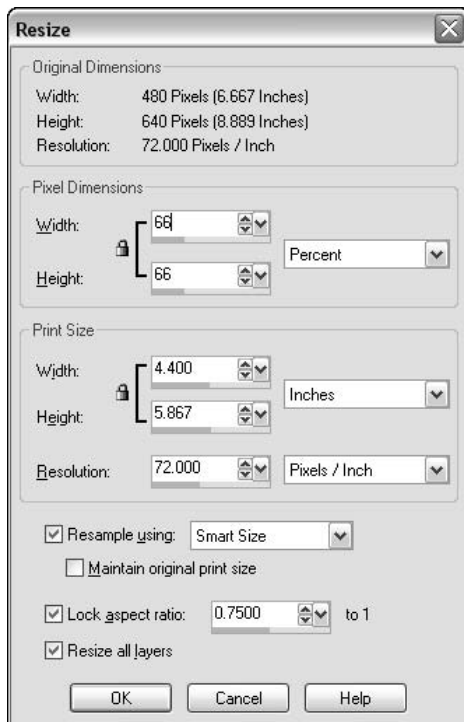 Resize
Original Dimensions
Width: 480 Pixels (6.667 Inches)
Height: 640 Pixels (8.889 Inches)
Resolution: 72.000 Pixels / Inch
Pixel Dimensions
Width: 66
Percent
Height: 66
Print Size
Width: 4.400
Inches
Height: 5.867
Resolution: 72.000 Pixels / Inch
Resample using: Smart Size
Maintain original print size
Lock aspect ratio: 0.7500 to 1
Resize all layers
OK Cancel Help